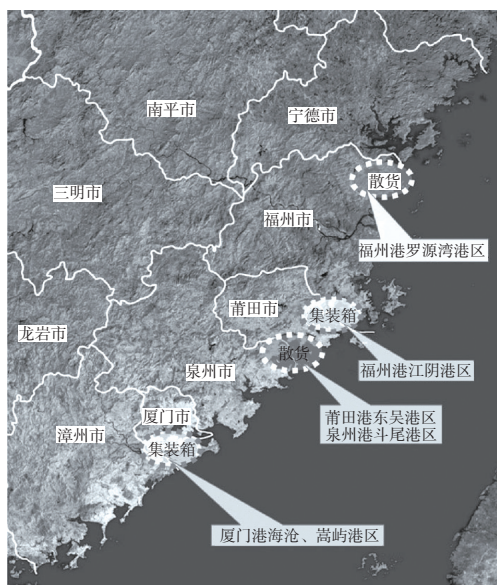 南平市
宁德市
三明市
散货
福州市
福州港罗源湾港区
莆田市
集装箱
龙岩市
散货
泉州市
福州港江阴港区
厦门市
莆田港东吴港区
泉州港斗尾港区
漳州市
集装箱
厦门港海沧、嵩屿港区